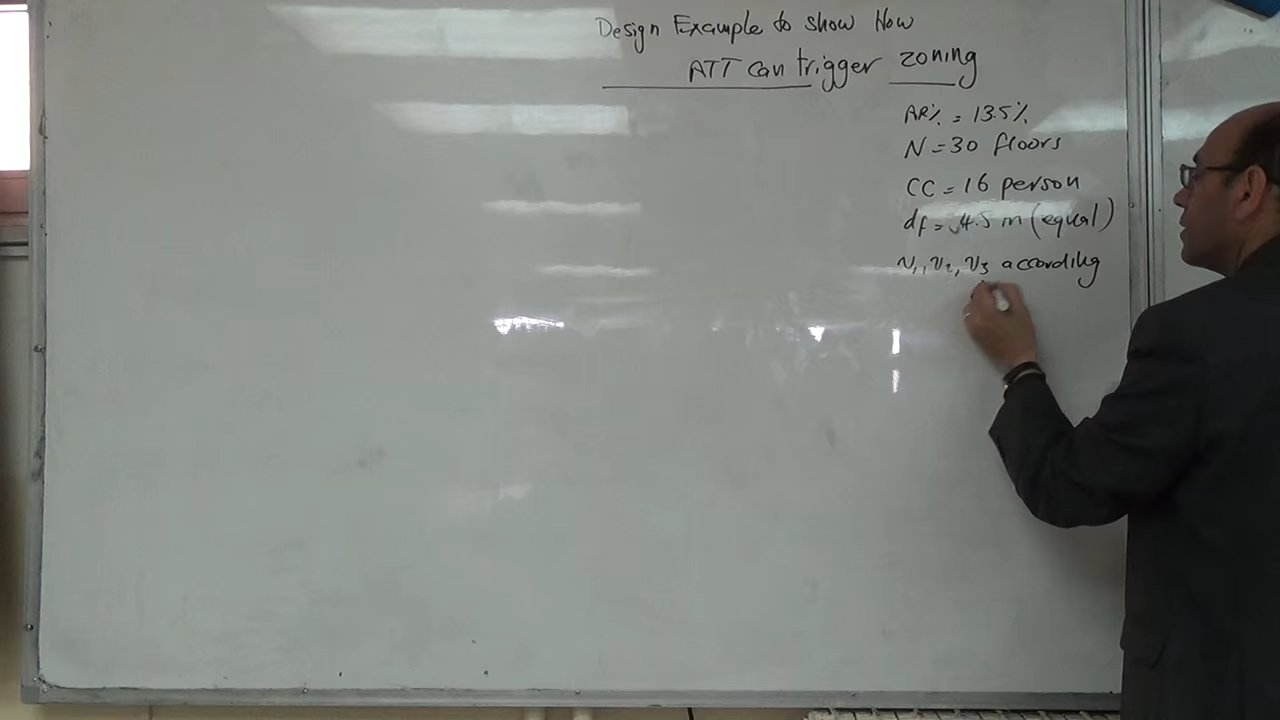 Design Example to show How
ATT can trigger zoning
AR% = 13.5%
N = 30 floors
CC = 16 person
df = 4.5 m (equal)
v1, v2, v3 according